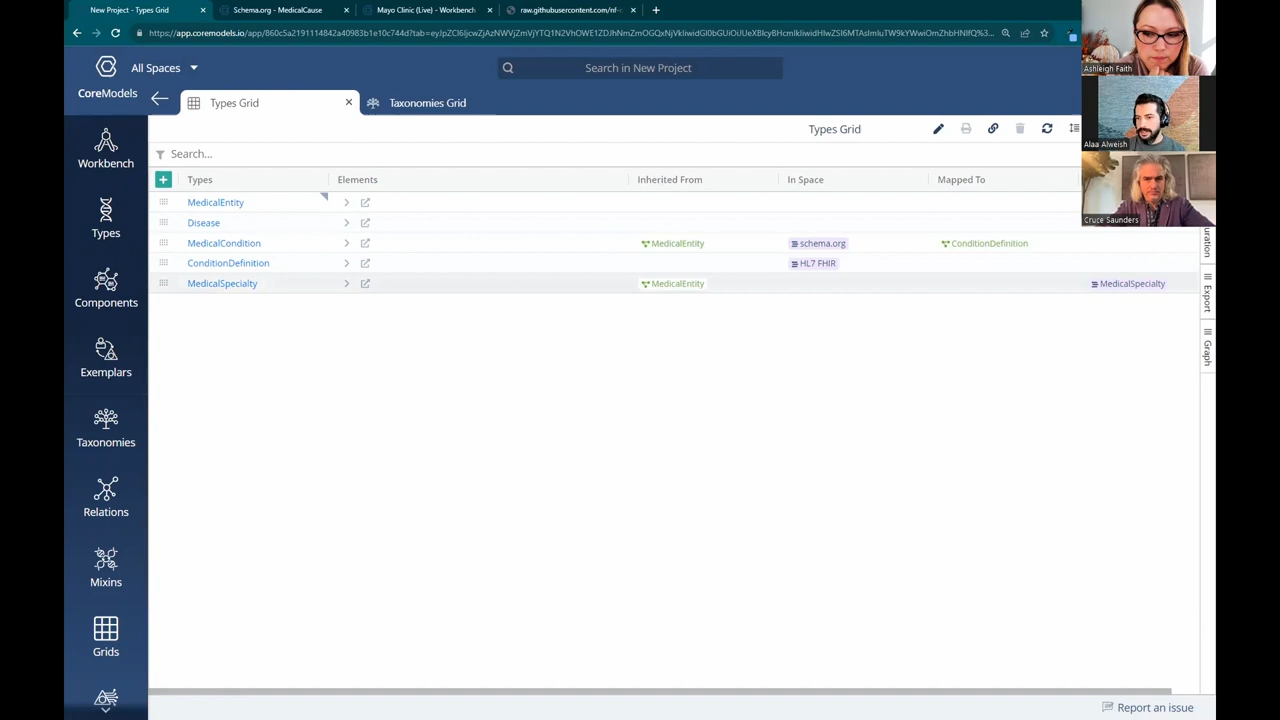 New Project - Types Grid
Schema.org - MedicalCause
Mayo Clinic (Live) - Workbench
raw.githubusercontent.com/nf-
Ashleigh Faith
All Spaces
Search in New Project
CoreModels
Types Grid
Taxonomies Grid
Types Grid
Alaa Alweish
Search...
Workbench
Types
Elements
Inherited From
In Space
Mapped To
MedicalEntity
Cruce Saunders
Disease
Types
MedicalCondition
MedicalEntity
schema.org
ConditionDefinition
uration
ConditionDefinition
HL7 FHIR
MedicalSpecialty
MedicalEntity
MedicalSpecialty
Export
Components
Graph
Exemplars
Taxonomies
Relations
Mixins
Grids
Report an issue